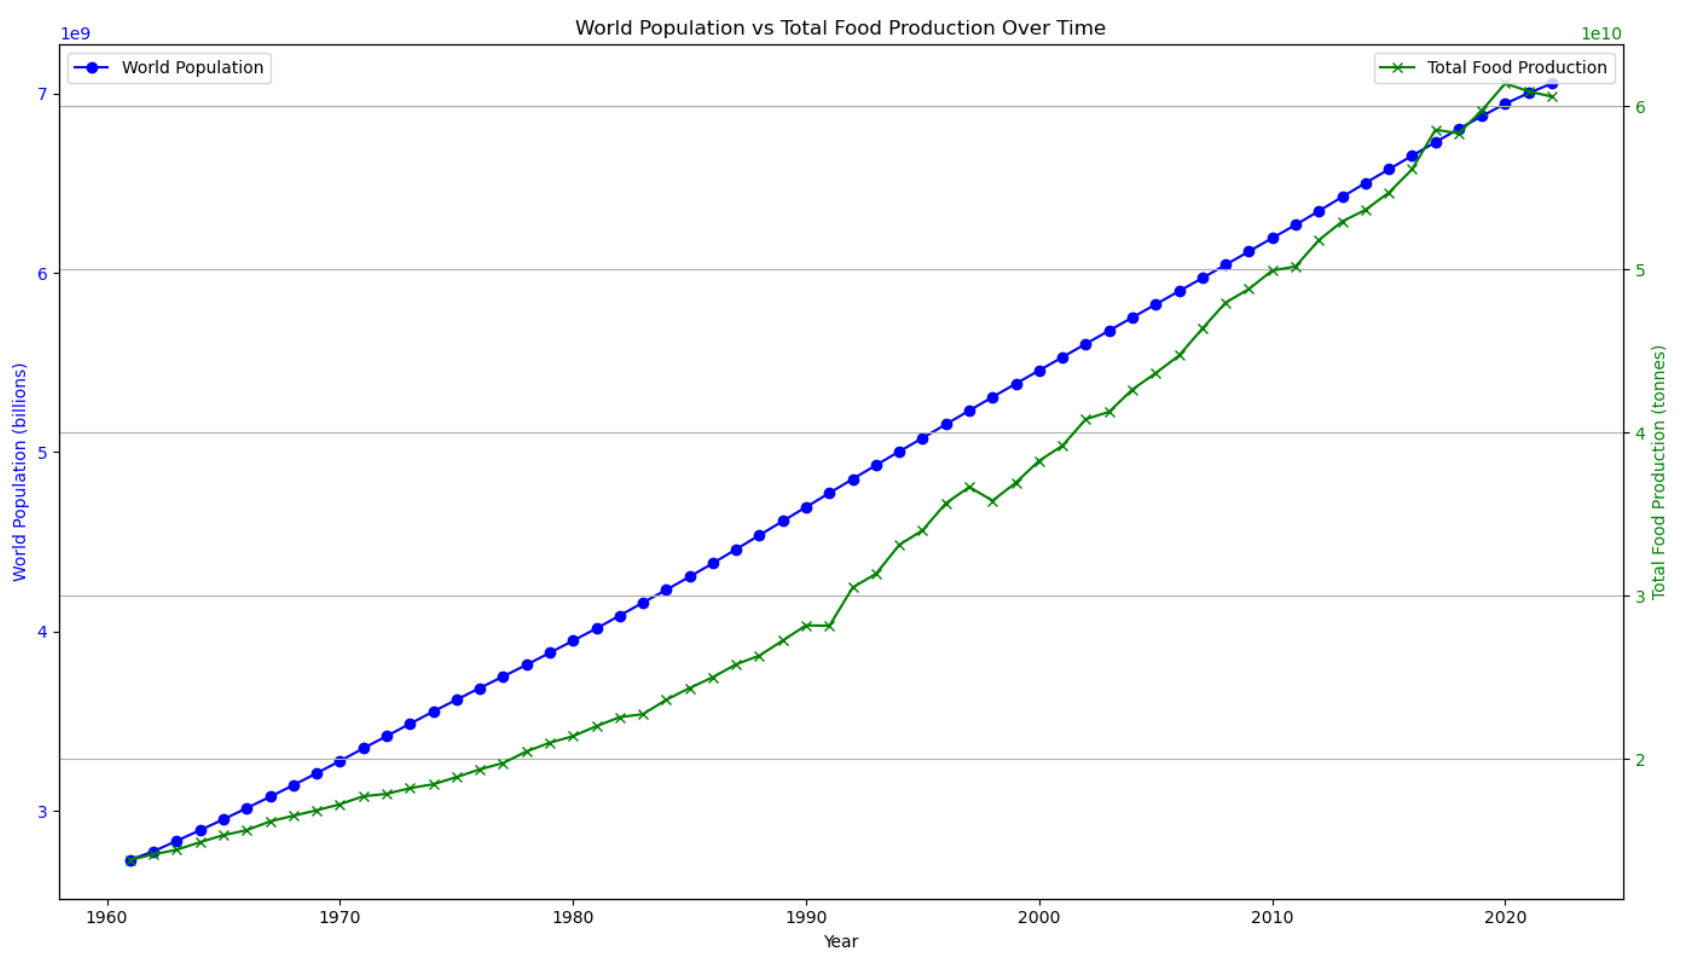 World Population vs Total Food Production Over Time
1e9
1e10
World Population
Total Food Production
7
6
5
4
3
World Population (billions)
6
5
4
3
2
Total Food Production (tonnes)
1960 1970 1980 1990 2000 2010 2020
Year